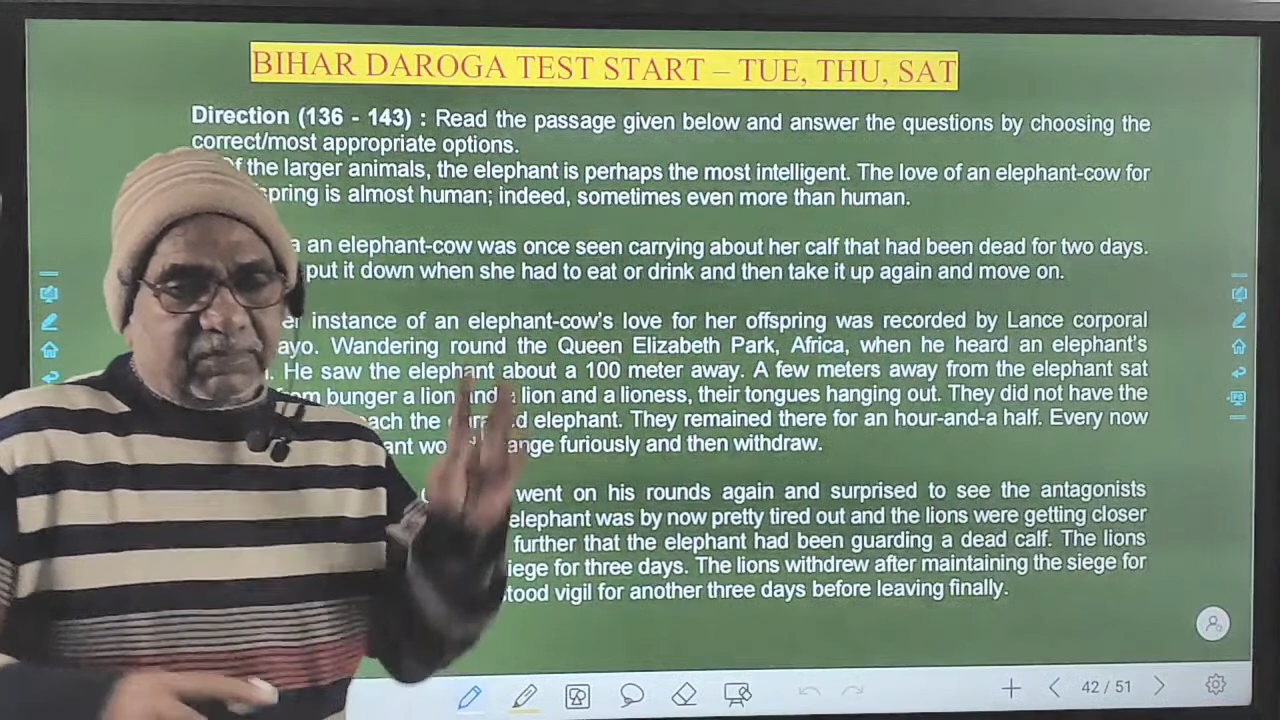 BIHAR DAROGA TEST START – TUE, THU, SAT
Direction (136 - 143) : Read the passage given below and answer the questions by choosing the
correct/most appropriate options.
the larger animals, the elephant is perhaps the most intelligent. The love of an elephant-cow for
is almost human; indeed, sometimes even more than human.
an elephant-cow was once seen carrying about her calf that had been dead for two days.
put it down when she had to eat or drink and then take it up again and move on.
instance of an elephant-cow's love for her offspring was recorded by Lance corporal
Wandering round the Queen Elizabeth Park, Africa, when he heard an elephant's
He saw the elephant about a 100 meter away. A few meters away from the elephant sat
bunger a lion lion and a lioness, their tongues hanging out. They did not have the
the elephant. They remained there for an hour-and-a half. Every now
furiously and then withdraw.
went on his rounds again and surprised to see the antagonists
elephant was by now pretty tired out and the lions were getting closer
further that the elephant had been guarding a dead calf. The lions
for three days. The lions withdrew after maintaining the siege for
vigil for another three days before leaving finally.
42 / 51